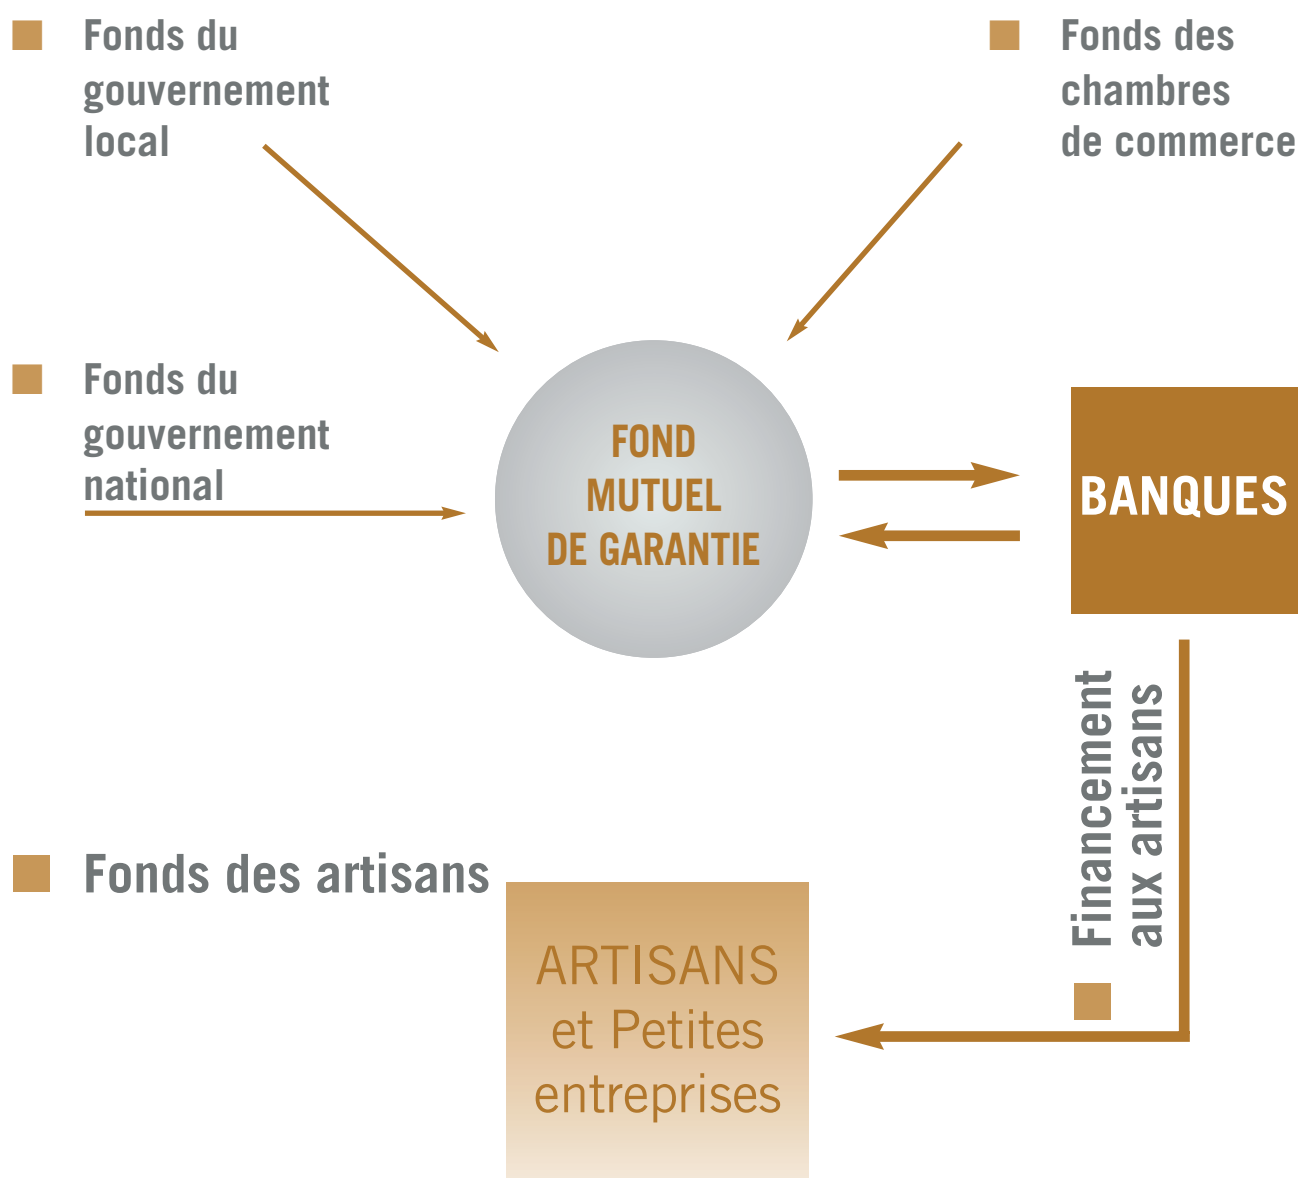 Fonds du
gouvernement
local
Fonds des
chambres
de commerce
Fonds du
gouvernement
national
FOND
MUTUEL
DE GARANTIE
BANQUES
Financement
aux artisans
Fonds des artisans
ARTISANS
et Petites
entreprises